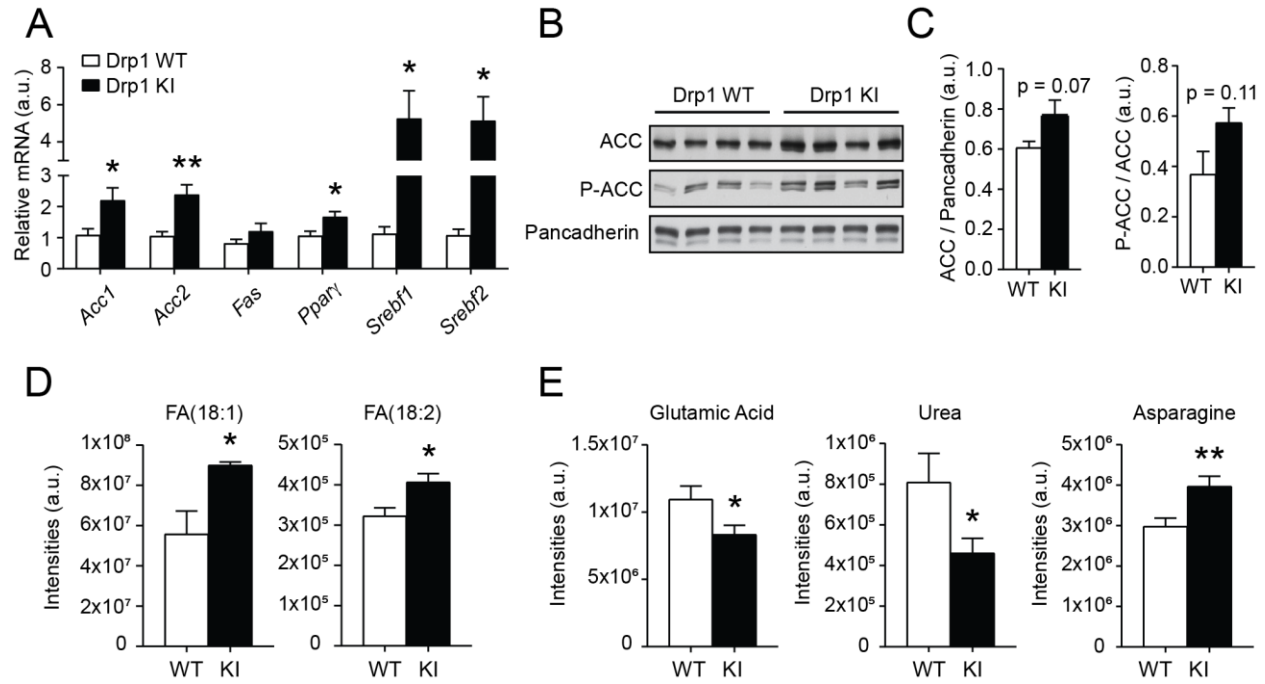 A
Drp1 WT
Drp1 KI
Relative mRNA (a.u.)
8
6
4
3
2
1
0
*
**
*
*
*
Acc1
Acc2
Fas
Pparγ
Srebf1
Srebf2
B
Drp1 WT
Drp1 KI
ACC
P-ACC
Pancadherin
C
ACC / Pancadherin (a.u.)
1.0
0.8
0.6
0.4
0.2
0.0
p = 0.07
WT KI
P-ACC / ACC (a.u.)
0.8
0.6
0.4
0.2
0.0
p = 0.11
WT KI
D
FA(18:1)
Intensities (a.u.)
1x10⁸
8x10⁷
6x10⁷
4x10⁷
2x10⁷
0
*
WT KI
FA(18:2)
5x10⁵
4x10⁵
3x10⁵
2x10⁵
1x10⁵
0
*
WT KI
E
Glutamic Acid
Intensities (a.u.)
1.5x10⁷
1x10⁷
5x10⁶
0
*
WT KI
Urea
Intensities (a.u.)
1x10⁶
8x10⁵
6x10⁵
4x10⁵
2x10⁵
0
*
WT KI
Asparagine
Intensities (a.u.)
5x10⁶
4x10⁶
3x10⁶
2x10⁶
1x10⁶
0
**
WT KI